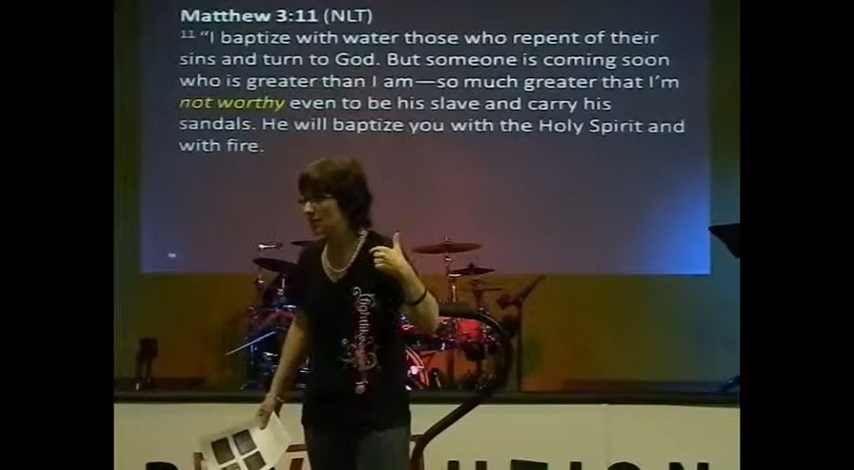 Matthew 3:11 (NLT)
11 "I baptize with water those who repent of their
sins and turn to God. But someone is coming soon
who is greater than I am—so much greater that I'm
not worthy even to be his slave and carry his
sandals. He will baptize you with the Holy Spirit and
with fire.